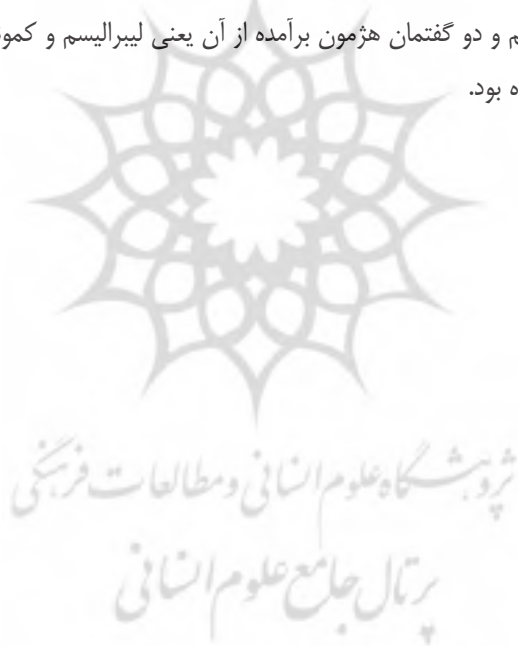 م و دو گفتمان هژمون برآمده از آن یعنی لیبرالیسم و کمو
ه بود.
پژوهشگاه علوم انسانی و مطالعات فرهنگی
پرتال جامع علوم انسانی